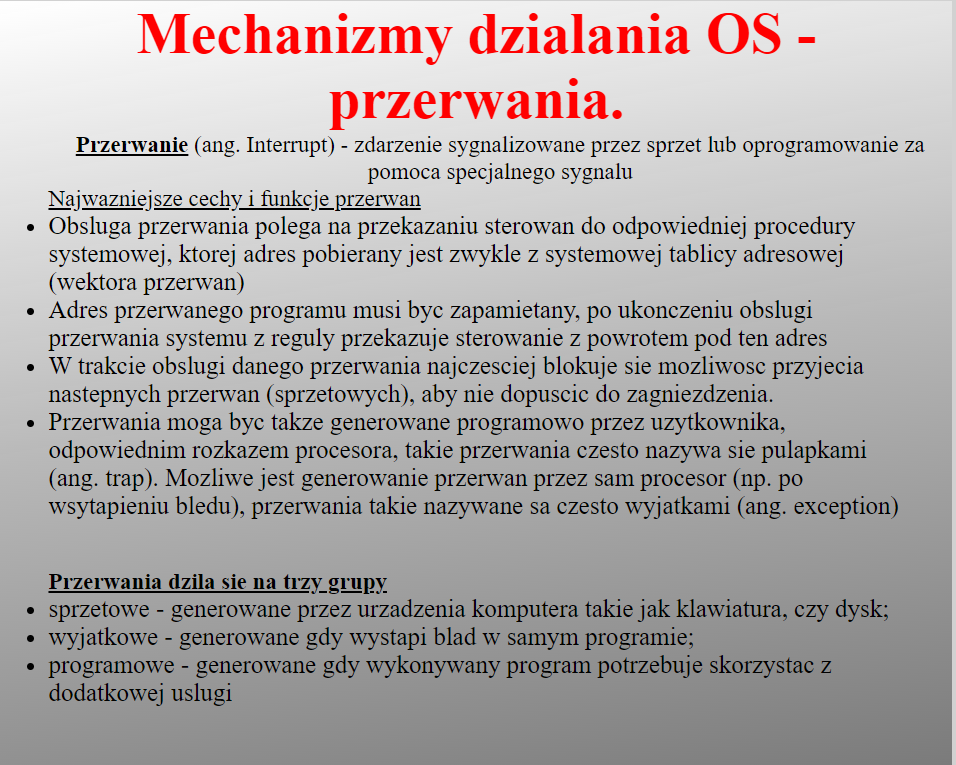 Mechanizmy dzialania OS -
przerwania.
Przerwanie (ang. Interrupt) - zdarzenie sygnalizowane przez sprzet lub oprogramowanie za
pomoca specjalnego sygnalu
Najwazniejsze cechy i funkcje przerwan
• Obsluga przerwania polega na przekazaniu sterowan do odpowiedniej procedury
systemowej, ktorej adres pobierany jest zwykle z systemowej tablicy adresowej
(wektora przerwan)
• Adres przerwanego programu musi byc zapamietany, po ukonczeniu obslugi
przerwania systemu z reguly przekazuje sterowanie z powrotem pod ten adres
• W trakcie obslugi danego przerwania najczesciej blokuje sie mozliwosc przyjecia
nastepnych przerwan (sprzetowych), aby nie dopuscic do zagniezdzenia.
• Przerwania moga byc takze generowane programowo przez uzytkownika,
odpowiednim rozkazem procesora, takie przerwania czesto nazywa sie pulapkami
(ang. trap). Mozliwe jest generowanie przerwan przez sam procesor (np. po
wsytapieniu bledu), przerwania takie nazywane sa czesto wyjatkami (ang. exception)
Przerwania dzila sie na trzy grupy
• sprzetowe - generowane przez urzadzenia komputera takie jak klawiatura, czy dysk;
• wyjatkowe - generowane gdy wystapi blad w samym programie;
• programowe - generowane gdy wykonywany program potrzebuje skorzystac z
dodatkowej uslugi